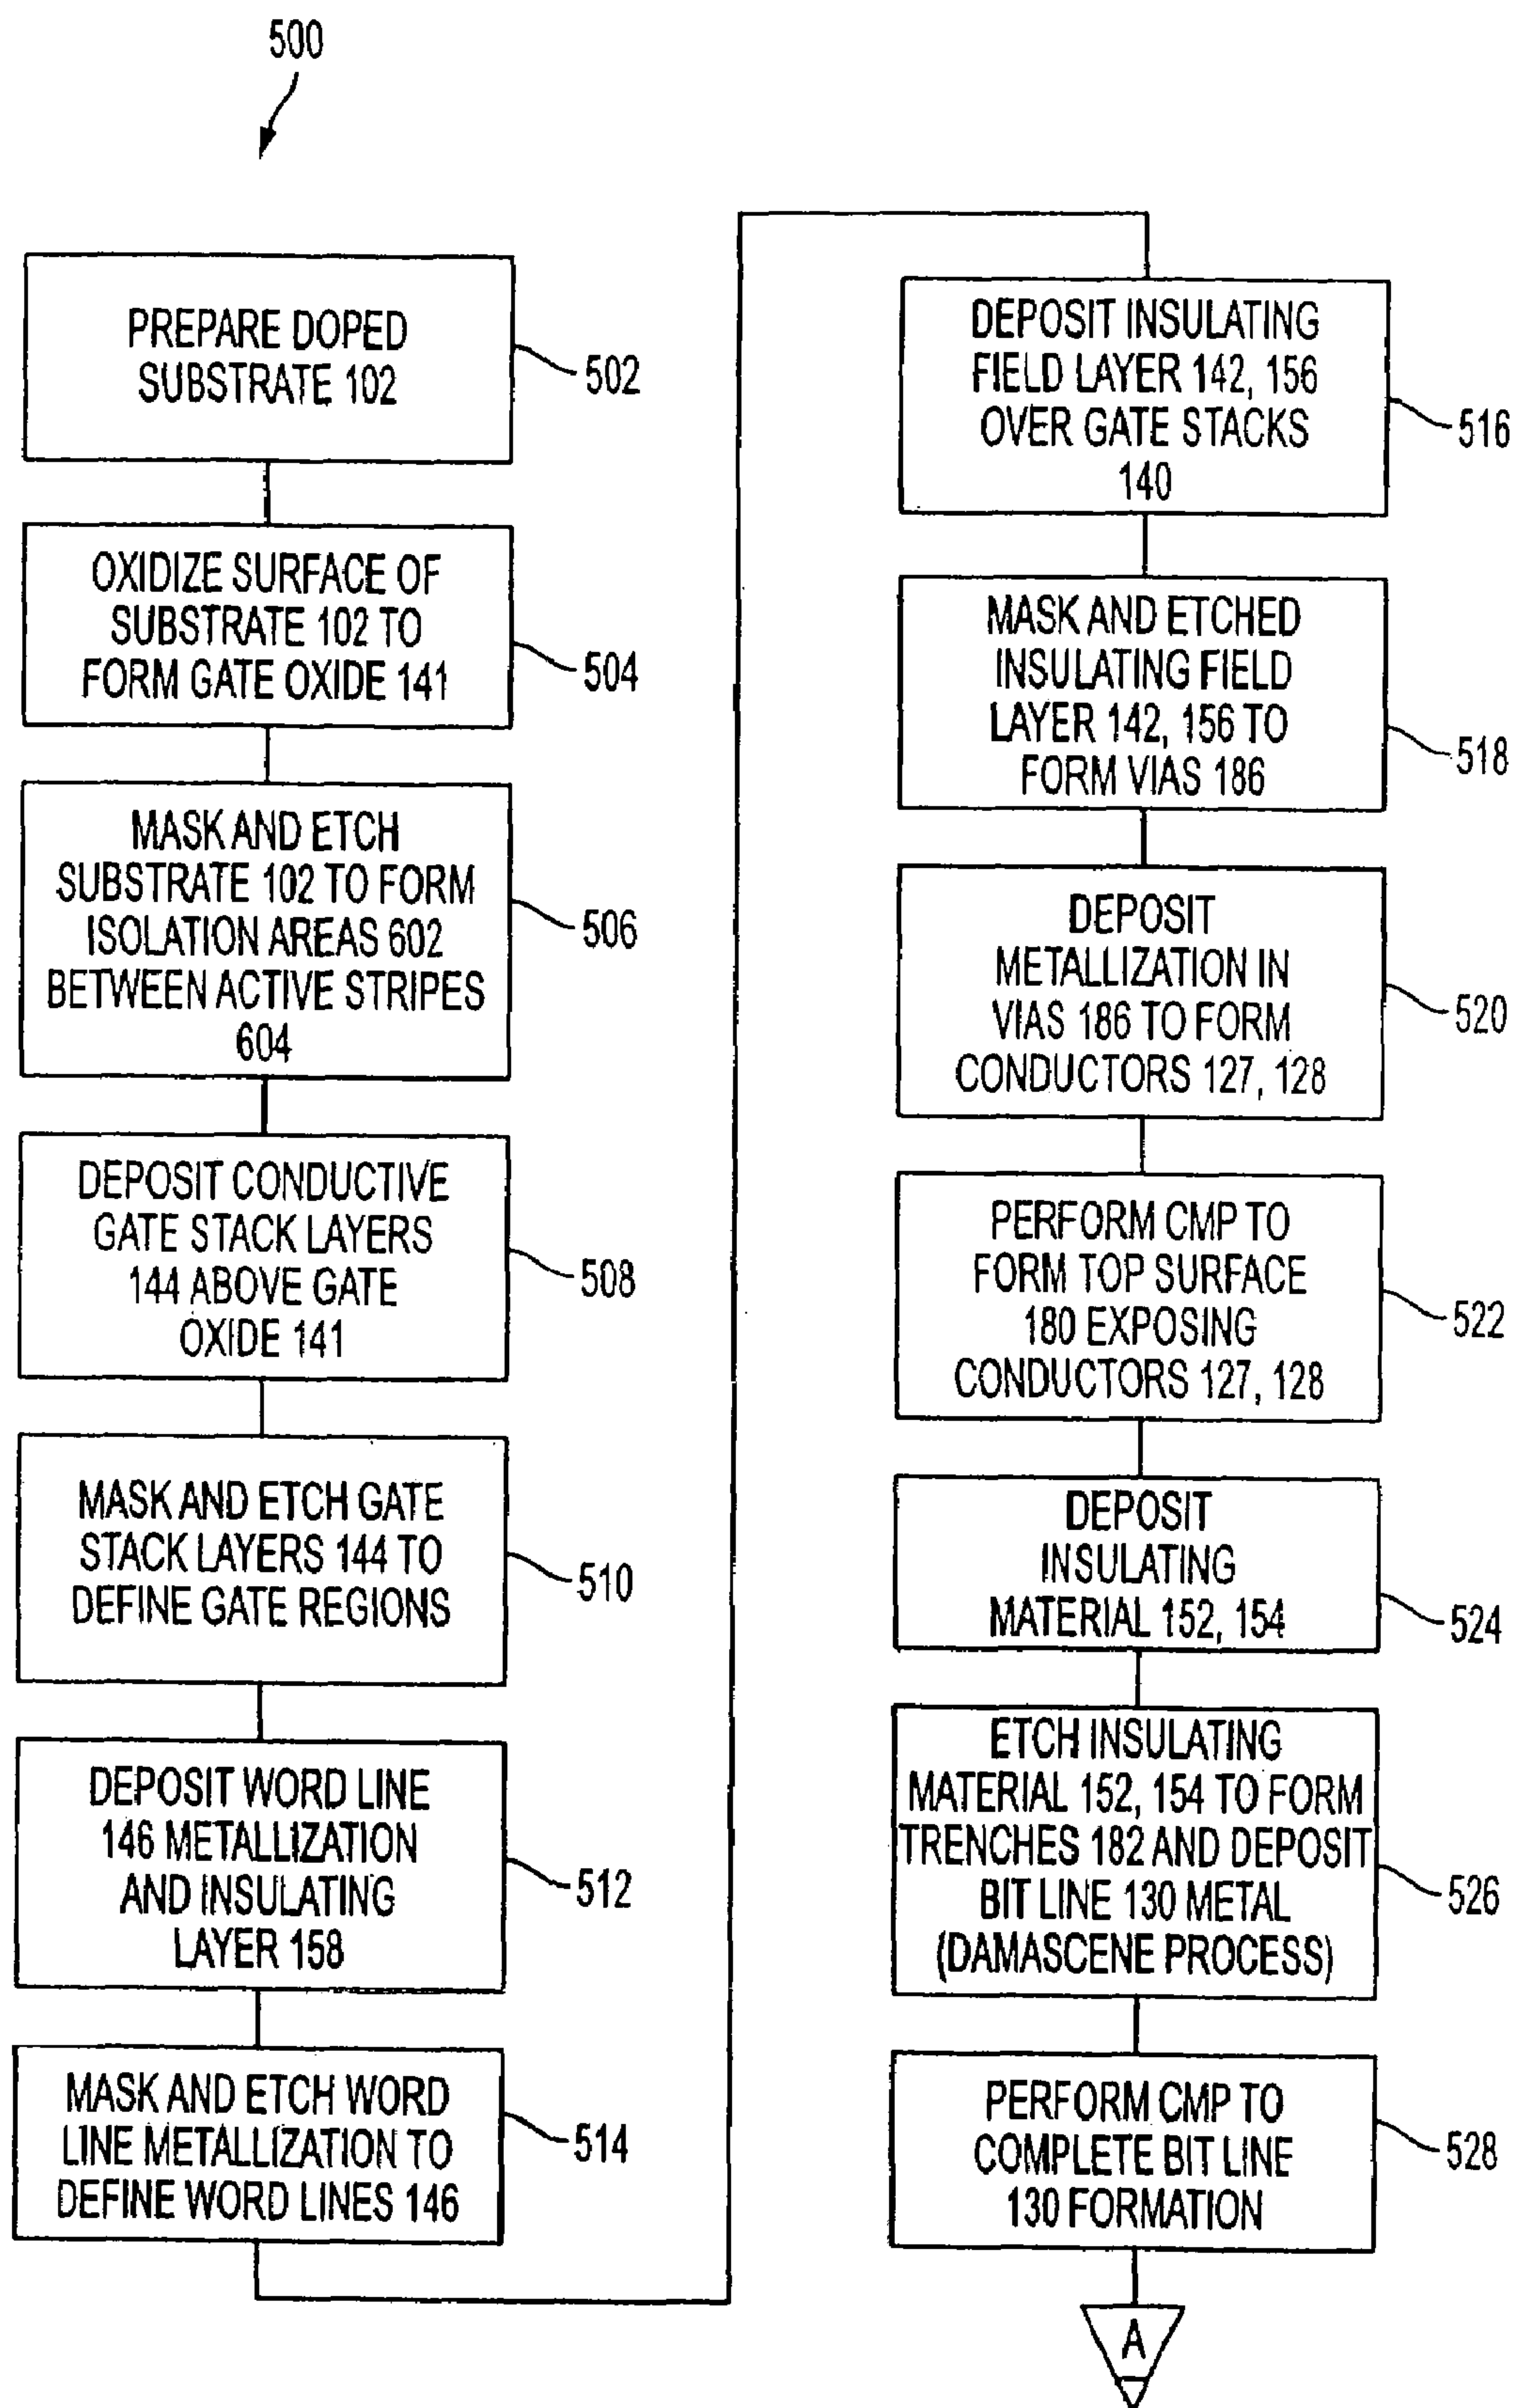 500
PREPARE DOPED
SUBSTRATE 102
502
OXIDIZE SURFACE OF
SUBSTRATE 102 TO
FORM GATE OXIDE 141
504
MASK AND ETCH
SUBSTRATE 102 TO FORM
ISOLATION AREAS 602
BETWEEN ACTIVE STRIPES
604
506
DEPOSIT CONDUCTIVE
GATE STACK LAYERS
144 ABOVE GATE
OXIDE 141
508
MASK AND ETCH GATE
STACK LAYERS 144 TO
DEFINE GATE REGIONS
510
DEPOSIT WORD LINE
146 METALLIZATION
AND INSULATING
LAYER 158
512
MASK AND ETCH WORD
LINE METALLIZATION TO
DEFINE WORD LINES 146
514
DEPOSIT INSULATING
FIELD LAYER 142, 156
OVER GATE STACKS
140
516
MASK AND ETCHED
INSULATING FIELD
LAYER 142, 156 TO
FORM VIAS 186
518
DEPOSIT
METALLIZATION IN
VIAS 186 TO FORM
CONDUCTORS 127, 128
520
PERFORM CMP TO
FORM TOP SURFACE
180 EXPOSING
CONDUCTORS 127, 128
522
DEPOSIT
INSULATING
MATERIAL 152, 154
524
ETCH INSULATING
MATERIAL 152, 154 TO FORM
TRENCHES 182 AND DEPOSIT
BIT LINE 130 METAL
(DAMASCENE PROCESS)
526
PERFORM CMP TO
COMPLETE BIT LINE
130 FORMATION
528
A